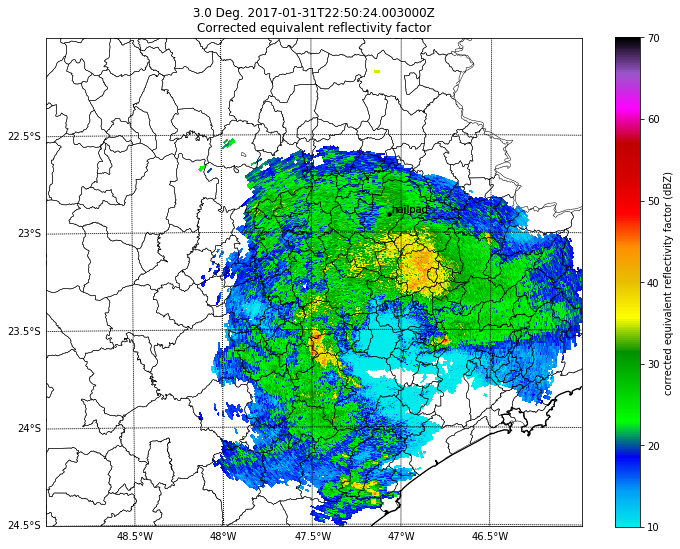 3.0 Deg. 2017-01-31T22:50:24.003000Z
Corrected equivalent reflectivity factor
70
60
50
40
30
20
10
corrected equivalent reflectivity factor (dBZ)
22.5°S
23°S
23.5°S
24°S
24.5°S
hailpad
48.5°W
48°W
47.5°W
47°W
46.5°W